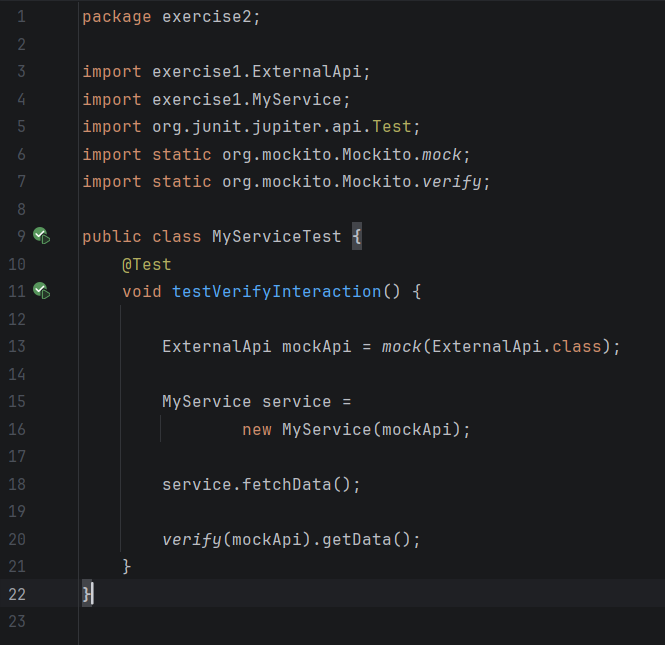 1 package exercise2;
2
3 import exercise1.ExternalApi;
4 import exercise1.MyService;
5 import org.junit.jupiter.api.Test;
6 import static org.mockito.Mockito.mock;
7 import static org.mockito.Mockito.verify;
8
9 public class MyServiceTest {
10     @Test
11     void testVerifyInteraction() {
12
13         ExternalApi mockApi = mock(ExternalApi.class);
14
15         MyService service =
16                 new MyService(mockApi);
17
18         service.fetchData();
19
20         verify(mockApi).getData();
21     }
22 }
23